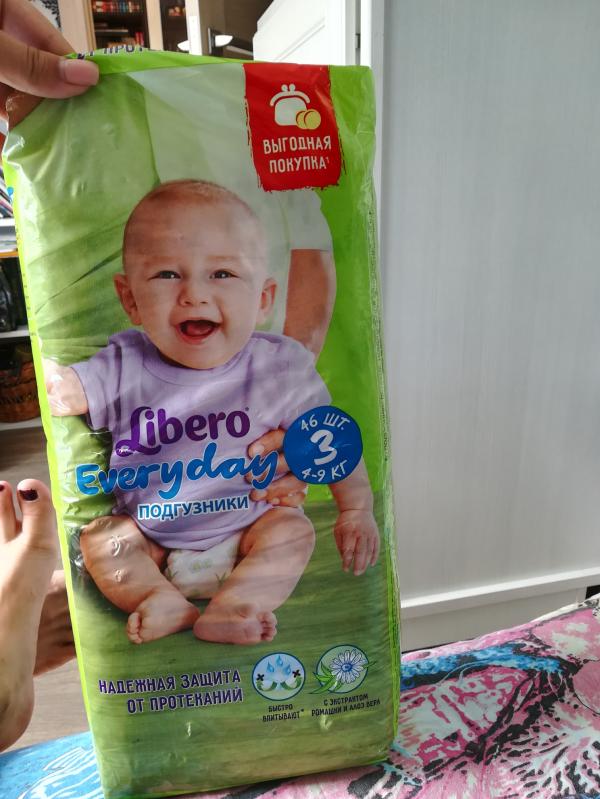 ВЫГОДНАЯ
ПОКУПКА¹
Libero®
Everyday
ПОДГУЗНИКИ
46 ШТ.
3
4-9 КГ
НАДЕЖНАЯ ЗАЩИТА
ОТ ПРОТЕКАНИЙ
БЫСТРО
ВПИТЫВАЮТ*
С ЭКСТРАКТОМ
РОМАШКИ И АЛОЭ ВЕРА